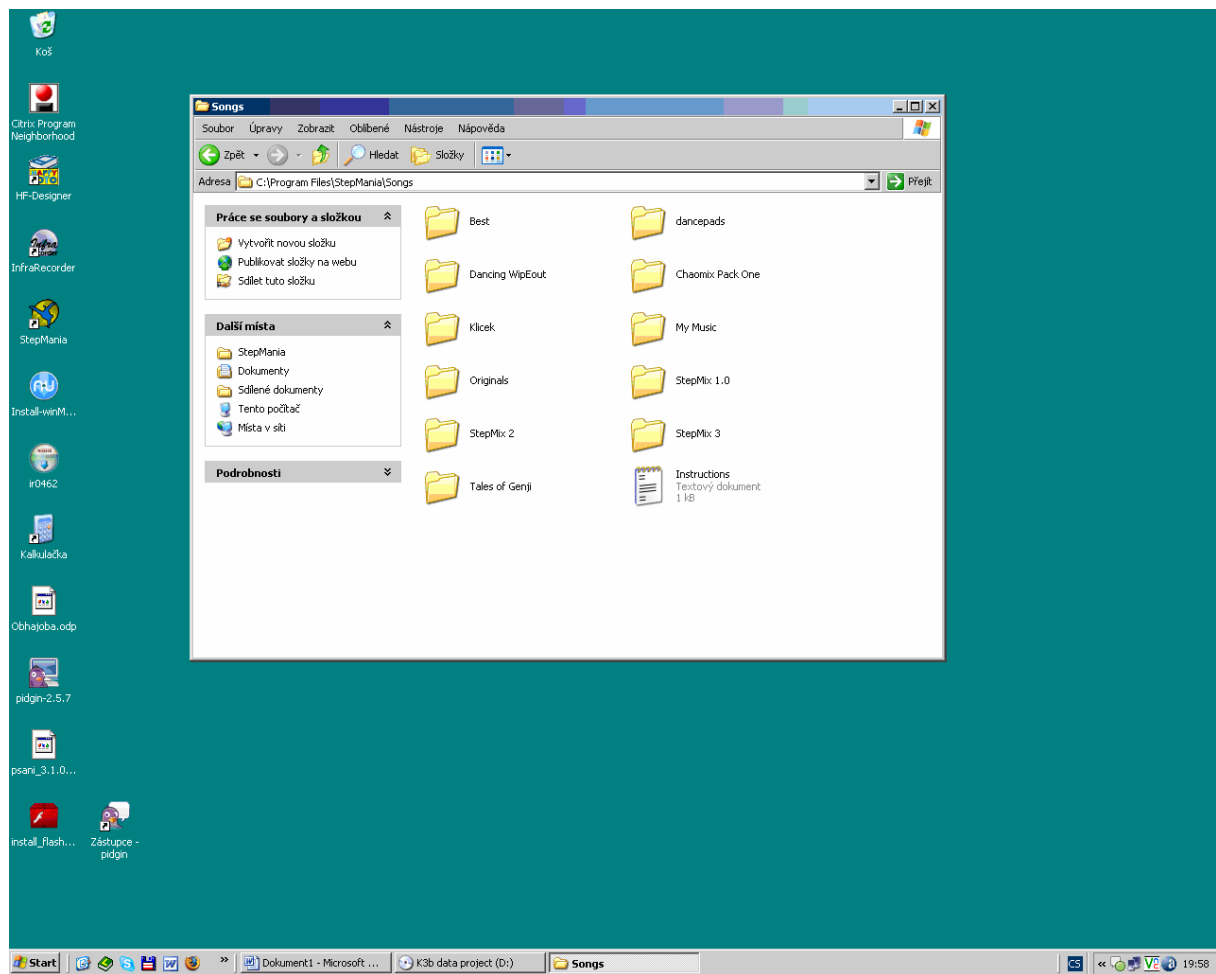 Koš
Citrix Program
Neighborhood
HF-Designer
InfraRecorder
StepMania
Install-winM...
ir0462
Kalkulačka
Obhajoba.odp
pidgin-2.5.7
psani_3.1.0...
install_flash...
Zástupce -
pidgin
Songs
Soubor Úpravy Zobrazit Oblíbené Nástroje Nápověda
Zpět Hledat Složky
Adresa C:\Program Files\StepMania\Songs Přejít
Práce se soubory a složkou
Vytvořit novou složku
Publikovat složky na webu
Sdílet tuto složku
Další místa
StepMania
Dokumenty
Sdílené dokumenty
Tento počítač
Místa v síti
Podrobnosti
Best
dancepads
Dancing WipEout
Chaomix Pack One
Klicek
My Music
Originals
StepMix 1.0
StepMix 2
StepMix 3
Tales of Genji
Instructions
Textový dokument
1 kB
Start » Dokument1 - Microsoft ... K3b data project (D:) Songs CS « 19:58